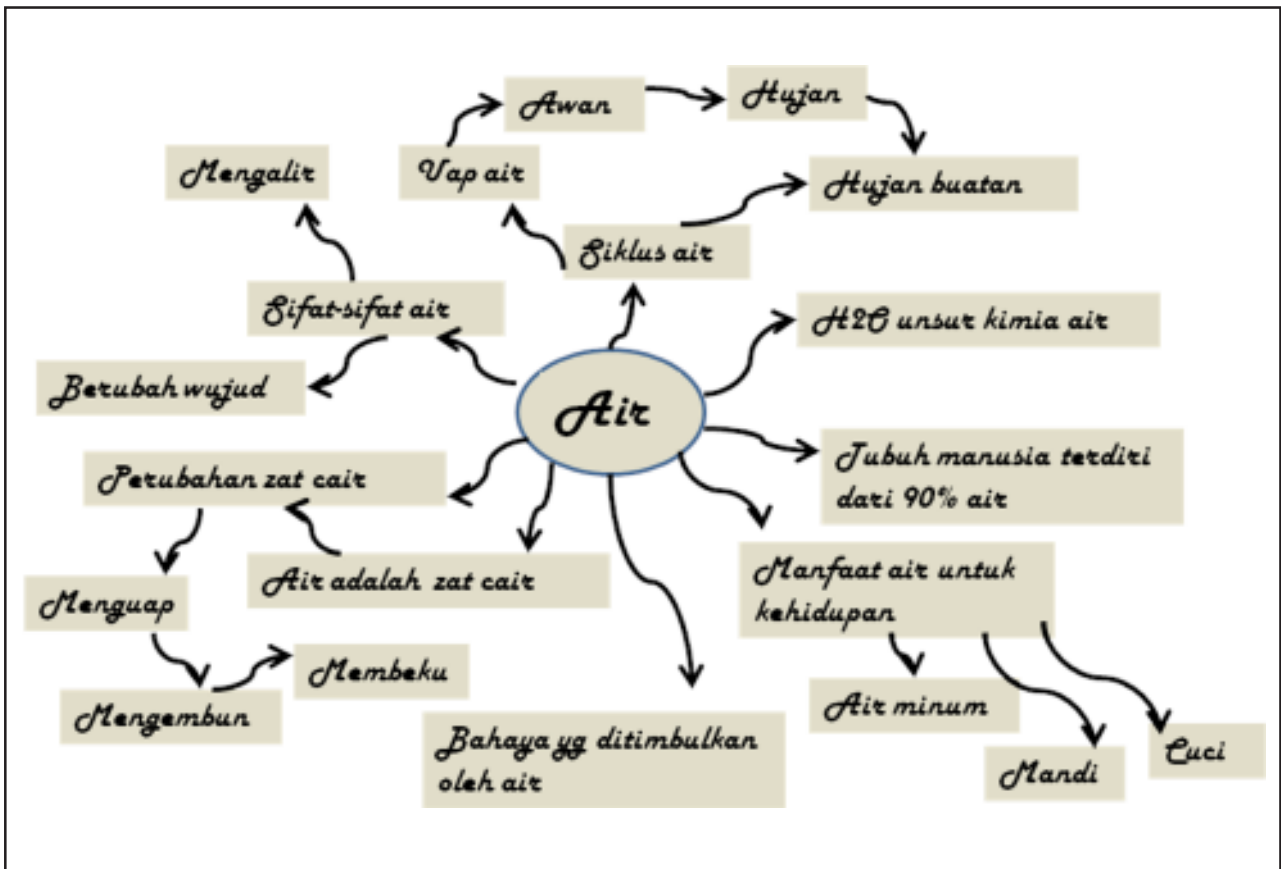 Awan
Hujan
Mengalir
Uap air
Hujan buatan
Siklus air
Sifat-sifat air
H2O unsur kimia air
Berubah wujud
Air
Perubahan zat cair
Tubuh manusia terdiri
dari 90% air
Air adalah zat cair
Manfaat air untuk
kehidupan
Menguap
Membeku
Mengembun
Air minum
Bahaya yg ditimbulkan
oleh air
Cuci
Mandi